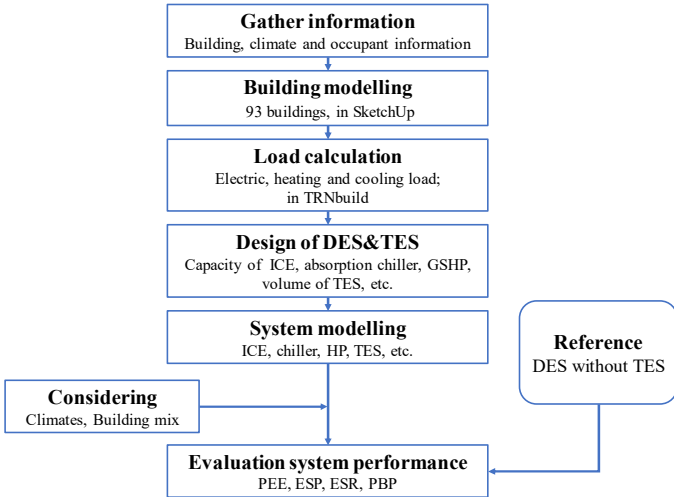 Gather information
Building, climate and occupant information
Building modelling
93 buildings, in SketchUp
Load calculation
Electric, heating and cooling load;
in TRNbuild
Design of DES&TES
Capacity of ICE, absorption chiller, GSHP,
volume of TES, etc.
System modelling
ICE, chiller, HP, TES, etc.
Reference
DES without TES
Considering
Climates, Building mix
Evaluation system performance
PEE, ESP, ESR, PBP